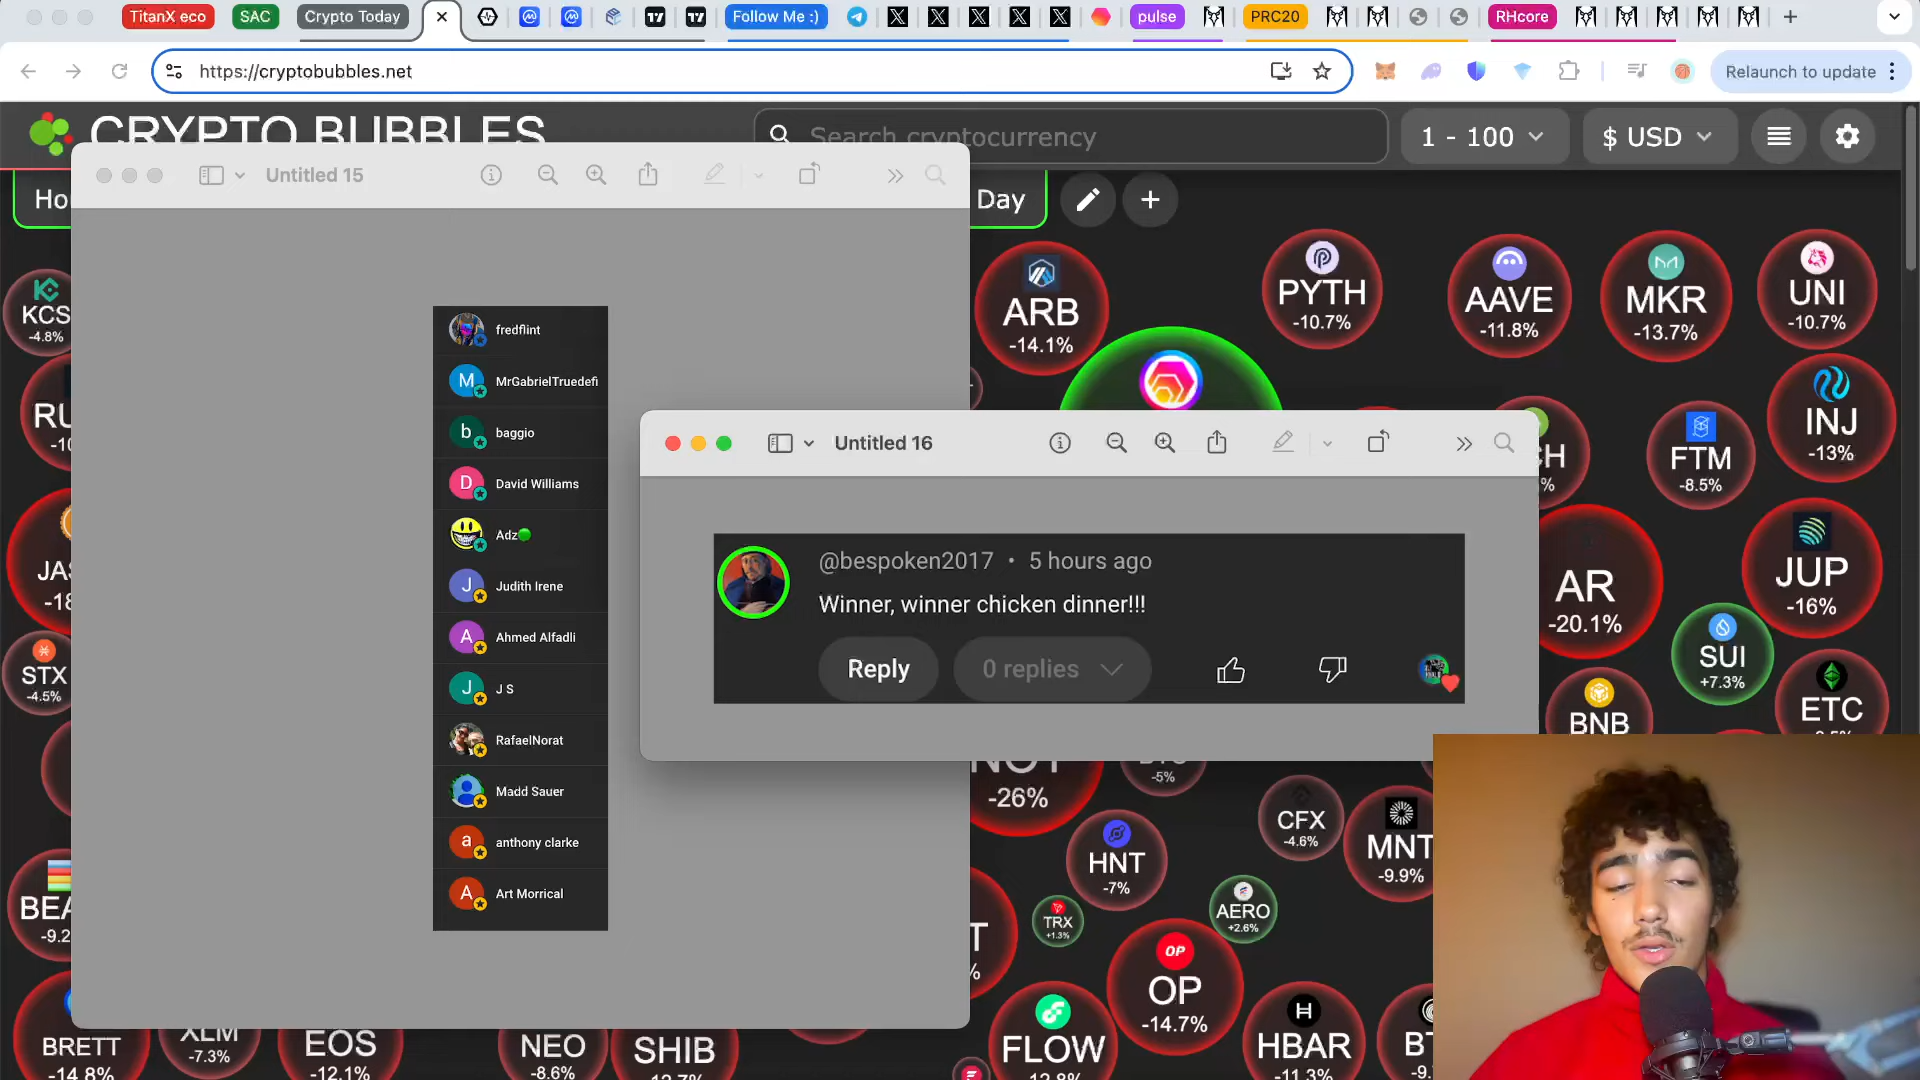 TitanX eco
SAC
Crypto Today
Follow Me :)
pulse
PRC20
RHcore
https://cryptobubbles.net
Relaunch to update
CRYPTO BUBBLES
Search cryptocurrency
1 - 100
$ USD
Day
Untitled 15
fredflint
MrGabrielTruedefi
baggio
David Williams
Adz
Judith Irene
Ahmed Alfadli
J S
RafaelNorat
Madd Sauer
anthony clarke
Art Morrical
Untitled 16
@bespoken2017 • 5 hours ago
Winner, winner chicken dinner!!!
Reply
0 replies
KCS
-4.8%
ARB
-14.1%
PYTH
-10.7%
AAVE
-11.8%
MKR
-13.7%
UNI
-10.7%
INJ
-13%
FTM
-8.5%
AR
-20.1%
JUP
-16%
SUI
+7.3%
ETC
BNB
STX
-4.5%
-26%
-5%
CFX
-4.6%
MNT
-9.9%
HNT
-7%
TRX
+1.3%
AERO
+2.6%
OP
OP
-14.7%
FLOW
HBAR
-11.3%
BRETT
-14.8%
XLM
-7.3%
EOS
-12.1%
NEO
-8.6%
SHIB